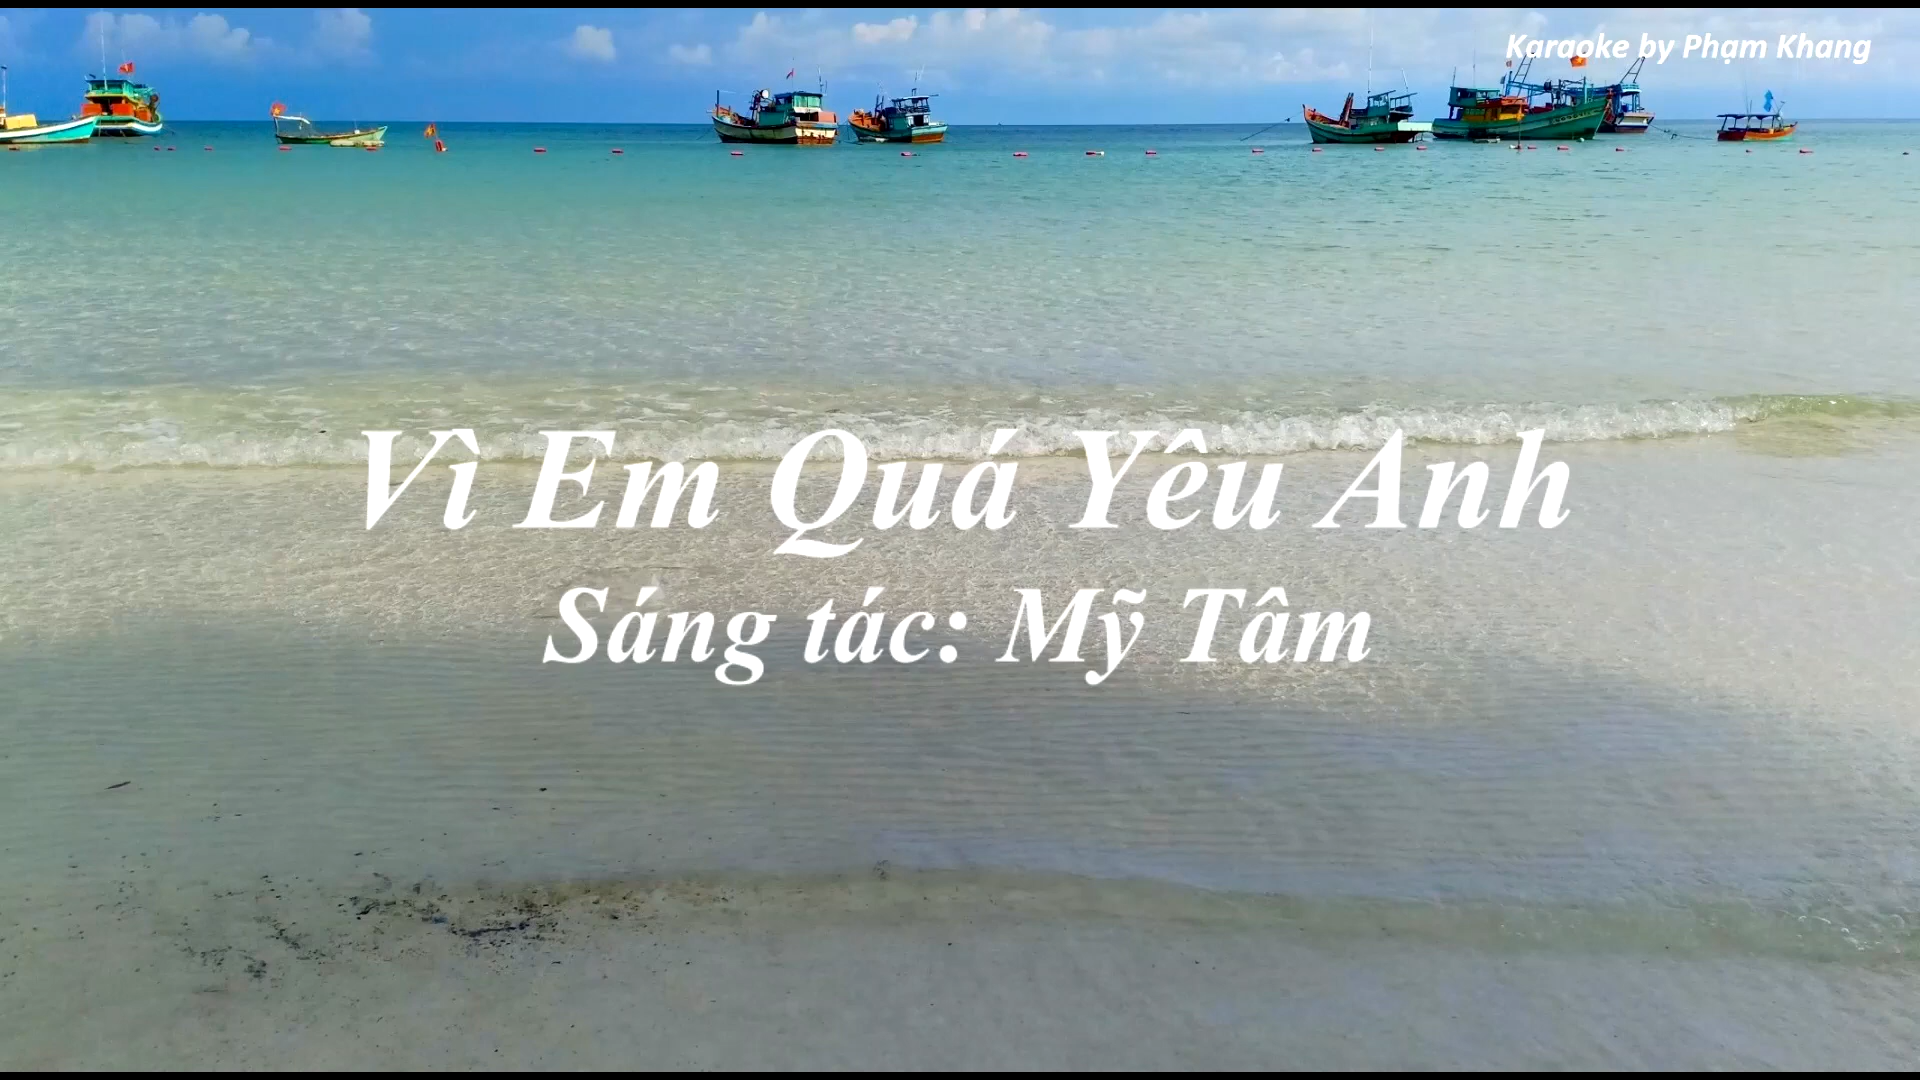 Karaoke by Phạm Khang
Vì Em Quá Yêu Anh
Sáng tác: Mỹ Tâm